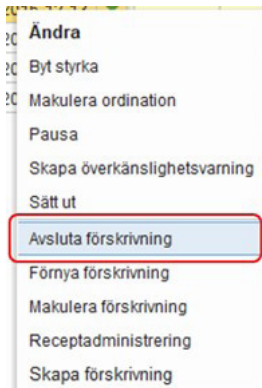 Ändra
Byt styrka
Makulera ordination
Pausa
Skapa överkänslighetsvarning
Sätt ut
Avsluta förskrivning
Förnya förskrivning
Makulera förskrivning
Receptadministrering
Skapa förskrivning